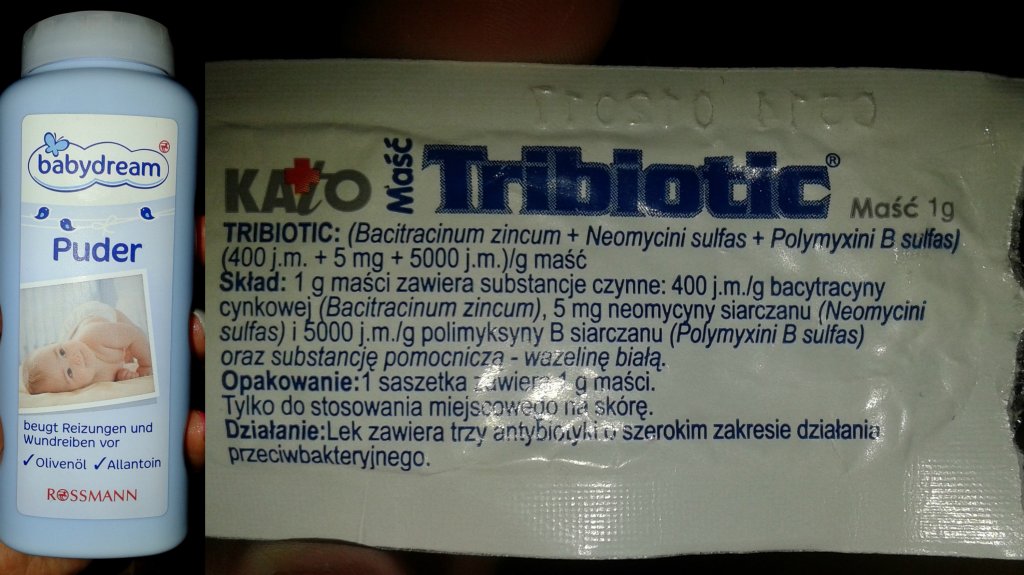 babydream
Puder
beugt Reizungen und
Wundreiben vor
✓Olivenöl ✓Allantoin
ROSSMANN
KATO Maść Tribiotic® Maść 1g
TRIBIOTIC: (Bacitracinum zincum + Neomycini sulfas + Polymyxini B sulfas)
(400 j.m. + 5 mg + 5000 j.m.)/g maść
Skład: 1 g maści zawiera substancje czynne: 400 j.m./g bacytracyny
cynkowej (Bacitracinum zincum), 5 mg neomycyny siarczanu (Neomycini
sulfas) i 5000 j.m./g polimyksyny B siarczanu (Polymyxini B sulfas)
oraz substancję pomocnicza - wazelinę białą.
Opakowanie:1 saszetka zawiera 1 g maści.
Tylko do stosowania miejscowego na skórę.
Działanie:Lek zawiera trzy antybiotyki o szerokim zakresie działania
przeciwbakteryjnego.